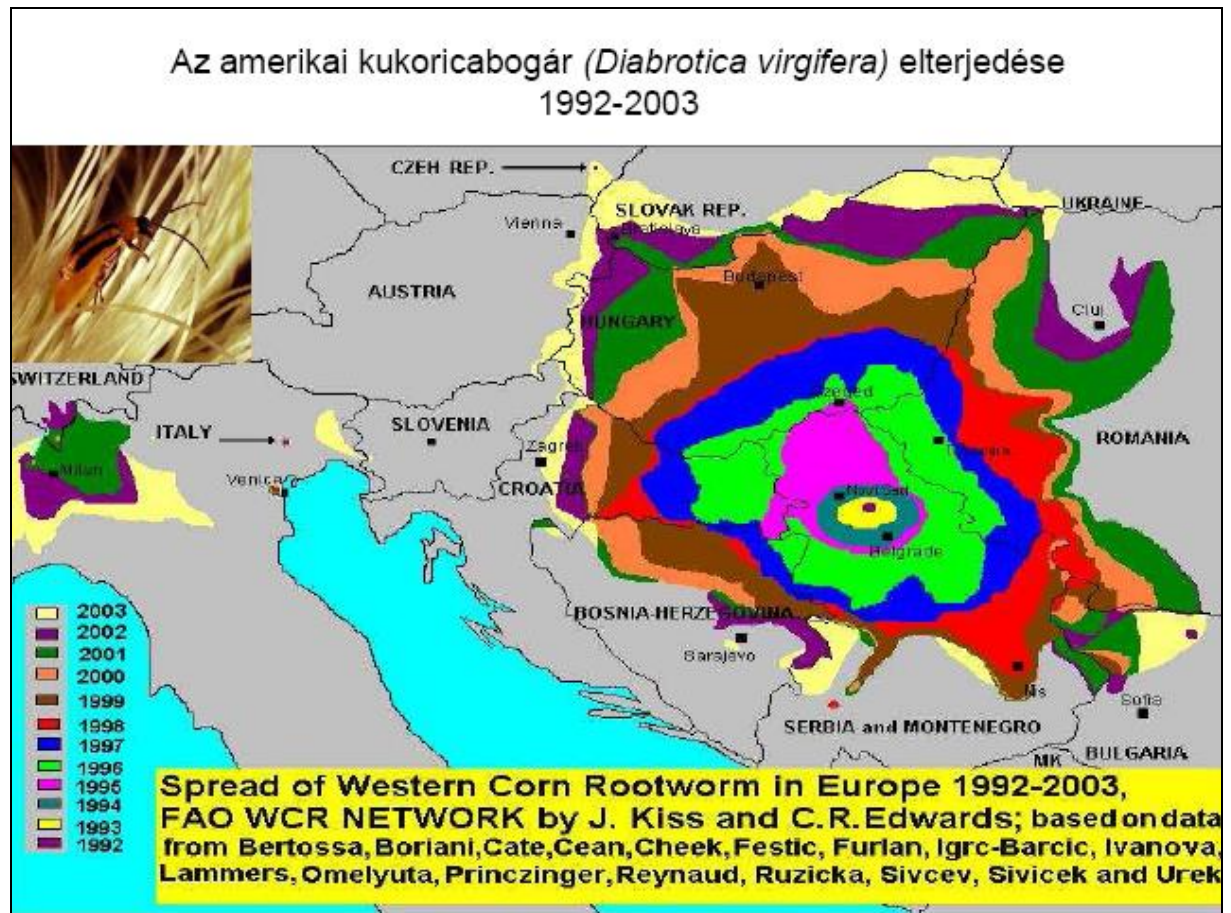 Az amerikai kukoricabogár (Diabrotica virgifera) elterjedése
1992-2003
CZEH REP.
UKRAINE
SLOVAK REP.
Vienna
Bratislava
Budapest
AUSTRIA
Cluj
HUNGARY
SWITZERLAND
Szeged
ITALY
SLOVENIA
ROMANIA
Zagreb
Milan
Venice
CROATIA
Novi Sad
Belgrade
BOSNIA-HERZEGOVINA
Sarajevo
Nis
Sofia
SERBIA and MONTENEGRO
MK
BULGARIA
2003
2002
2001
2000
1999
1998
1997
1996
1995
1994
1993
1992
Spread of Western Corn Rootworm in Europe 1992-2003,
FAO WCR NETWORK by J. Kiss and C.R.Edwards; based on data
from Bertossa, Boriani, Cate, Cean, Cheek, Festic, Furlan, Igrc-Barcic, Ivanova,
Lammers, Omelyuta, Princzinger, Reynaud, Ruzicka, Sivcev, Sivicek and Urek